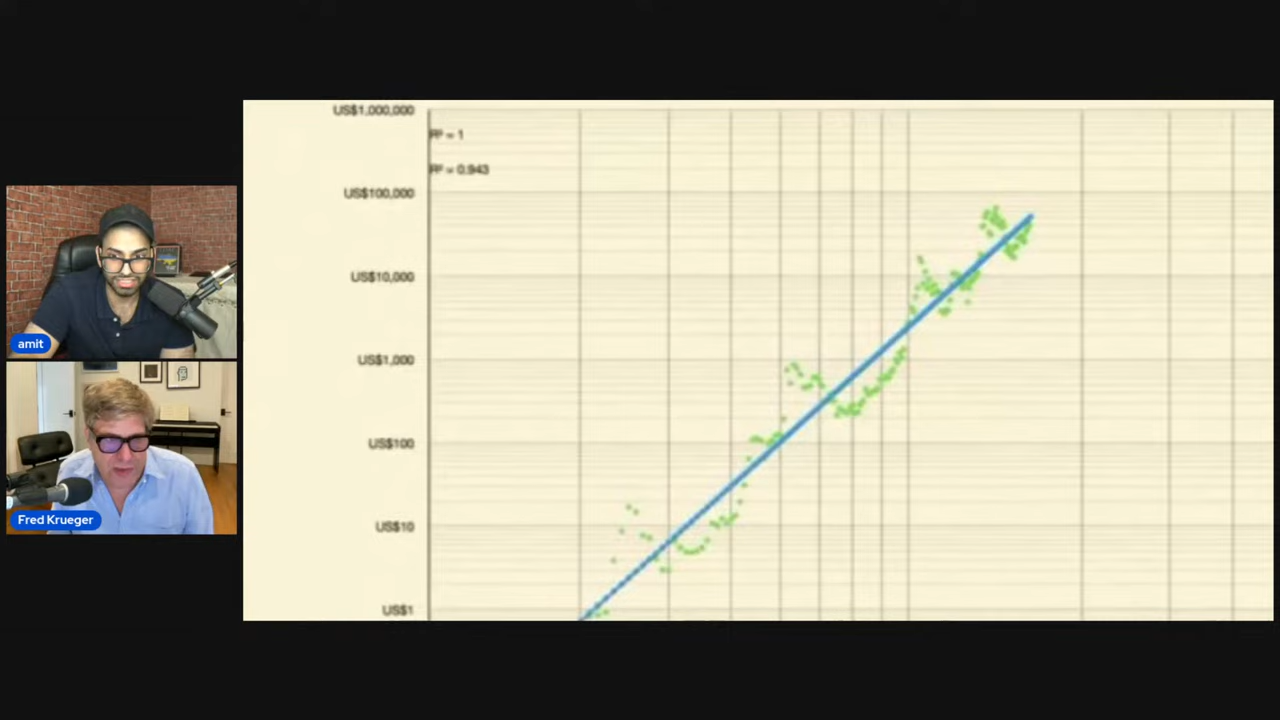 US$1,000,000
R² = 1
R² = 0.943
US$100,000
US$10,000
US$1,000
US$100
US$10
US$1
amit
Fred Krueger